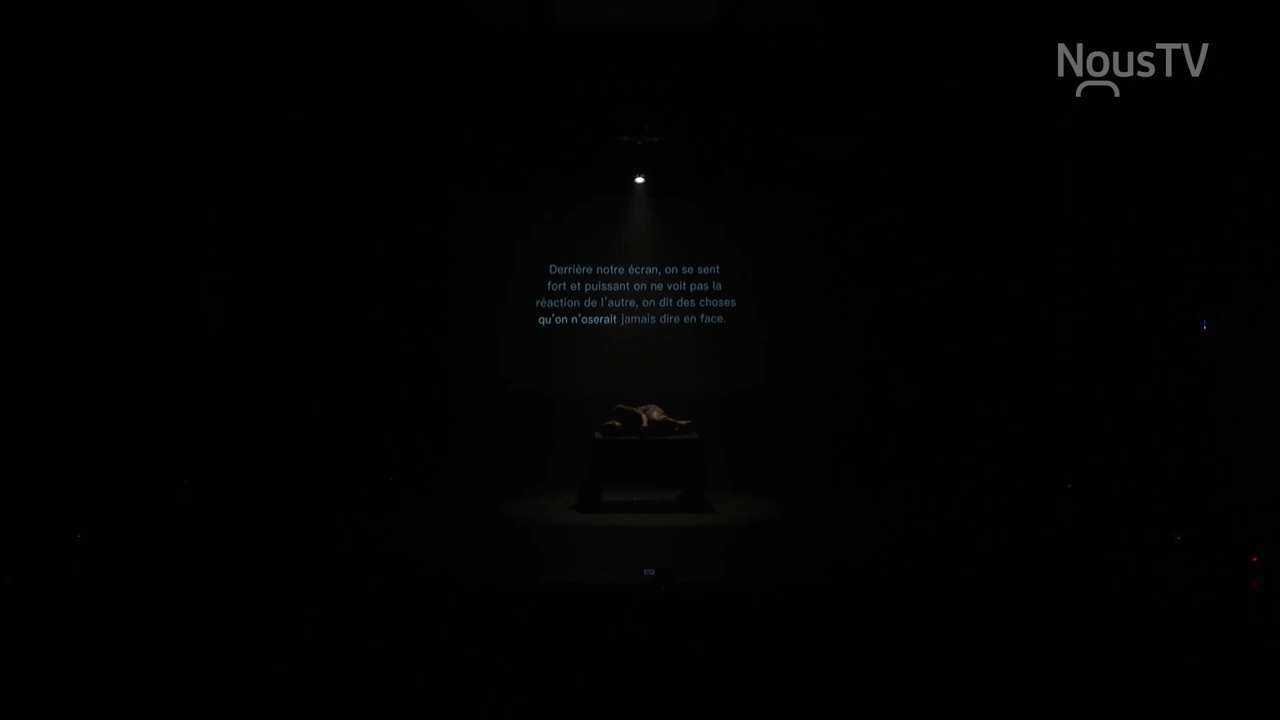 NousTV
Derrière notre écran, on se sent
fort et puissant on ne voit pas la
réaction de l'autre, on dit des choses
qu'on n'oserait jamais dire en face.